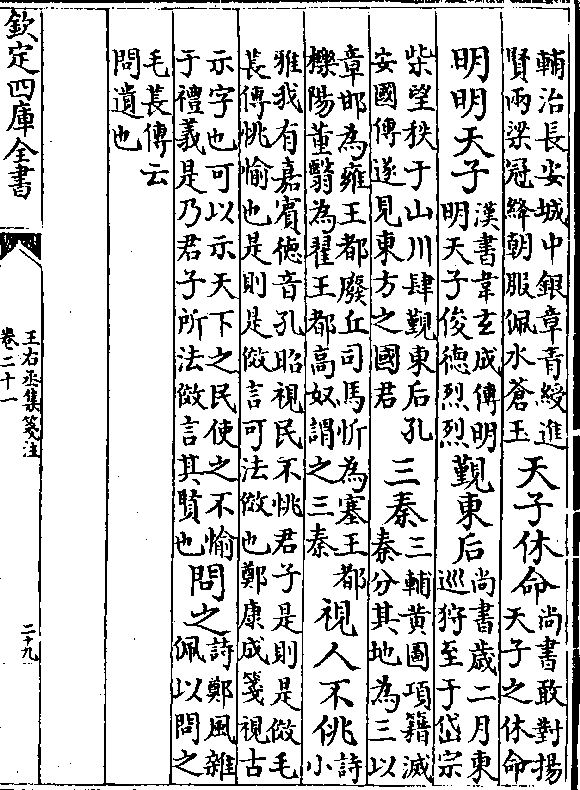 輔治長安城中銀章青綬進
賢兩梁冠絳朝服佩水蒼玉
天子休命
尚書敢對揚
天子之休命
明明天子
漢書韋玄成傳明
明天子俊德烈烈
覲東后
尚書歲二月東
巡狩至于岱宗
柴望秩于山川肆覲東后孔
安國傳遂見東方之國君
三秦
三輔黄圖項籍滅
秦分其地為三以
章邯為雍王都廢丘司馬忻為塞王都
櫟陽董翳為翟王都高奴謂之三秦
視人不佻
詩
小
雅我有嘉賓德音孔昭視民不恌君子是則是傚毛
萇傳恌愉也是則是傚言可法傚也鄭康成箋視古
示字也可以示天下之民使之不愉
于禮義是乃君子所法傚言其賢也
問之
詩鄭風雜
佩以問之
毛萇傳云
問遺也
欽定四庫全書
王右丞集箋注
卷二十一
二十九